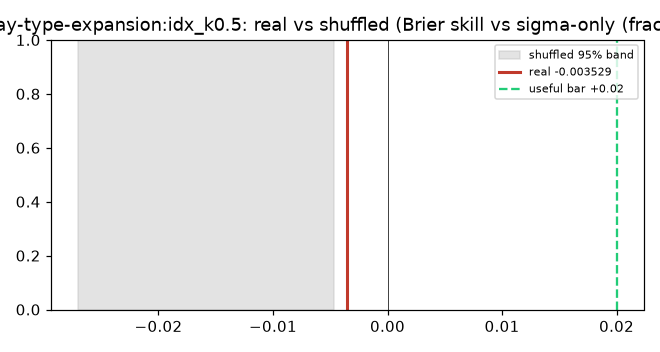 ay-type-expansion:idx_k0.5: real vs shuffled (Brier skill vs sigma-only (frac
shuffled 95% band
real -0.003529
useful bar +0.02
1.0
0.8
0.6
0.4
0.2
0.0
−0.02
−0.01
0.00
0.01
0.02